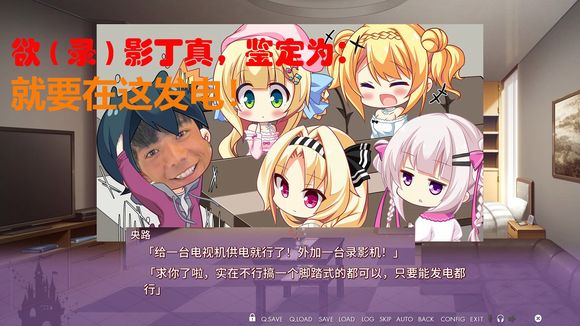 欲(录)影丁真，鉴定为：
就要在这发电！
央路
「给一台电视机供电就行了！外加一台录影机！」
「求你了啦，实在不行搞一个脚踏式的都可以，只要能发电都
行」
Q.SAVE Q.LOAD SAVE LOAD LOG SKIP AUTO BACK CONFIG EXIT